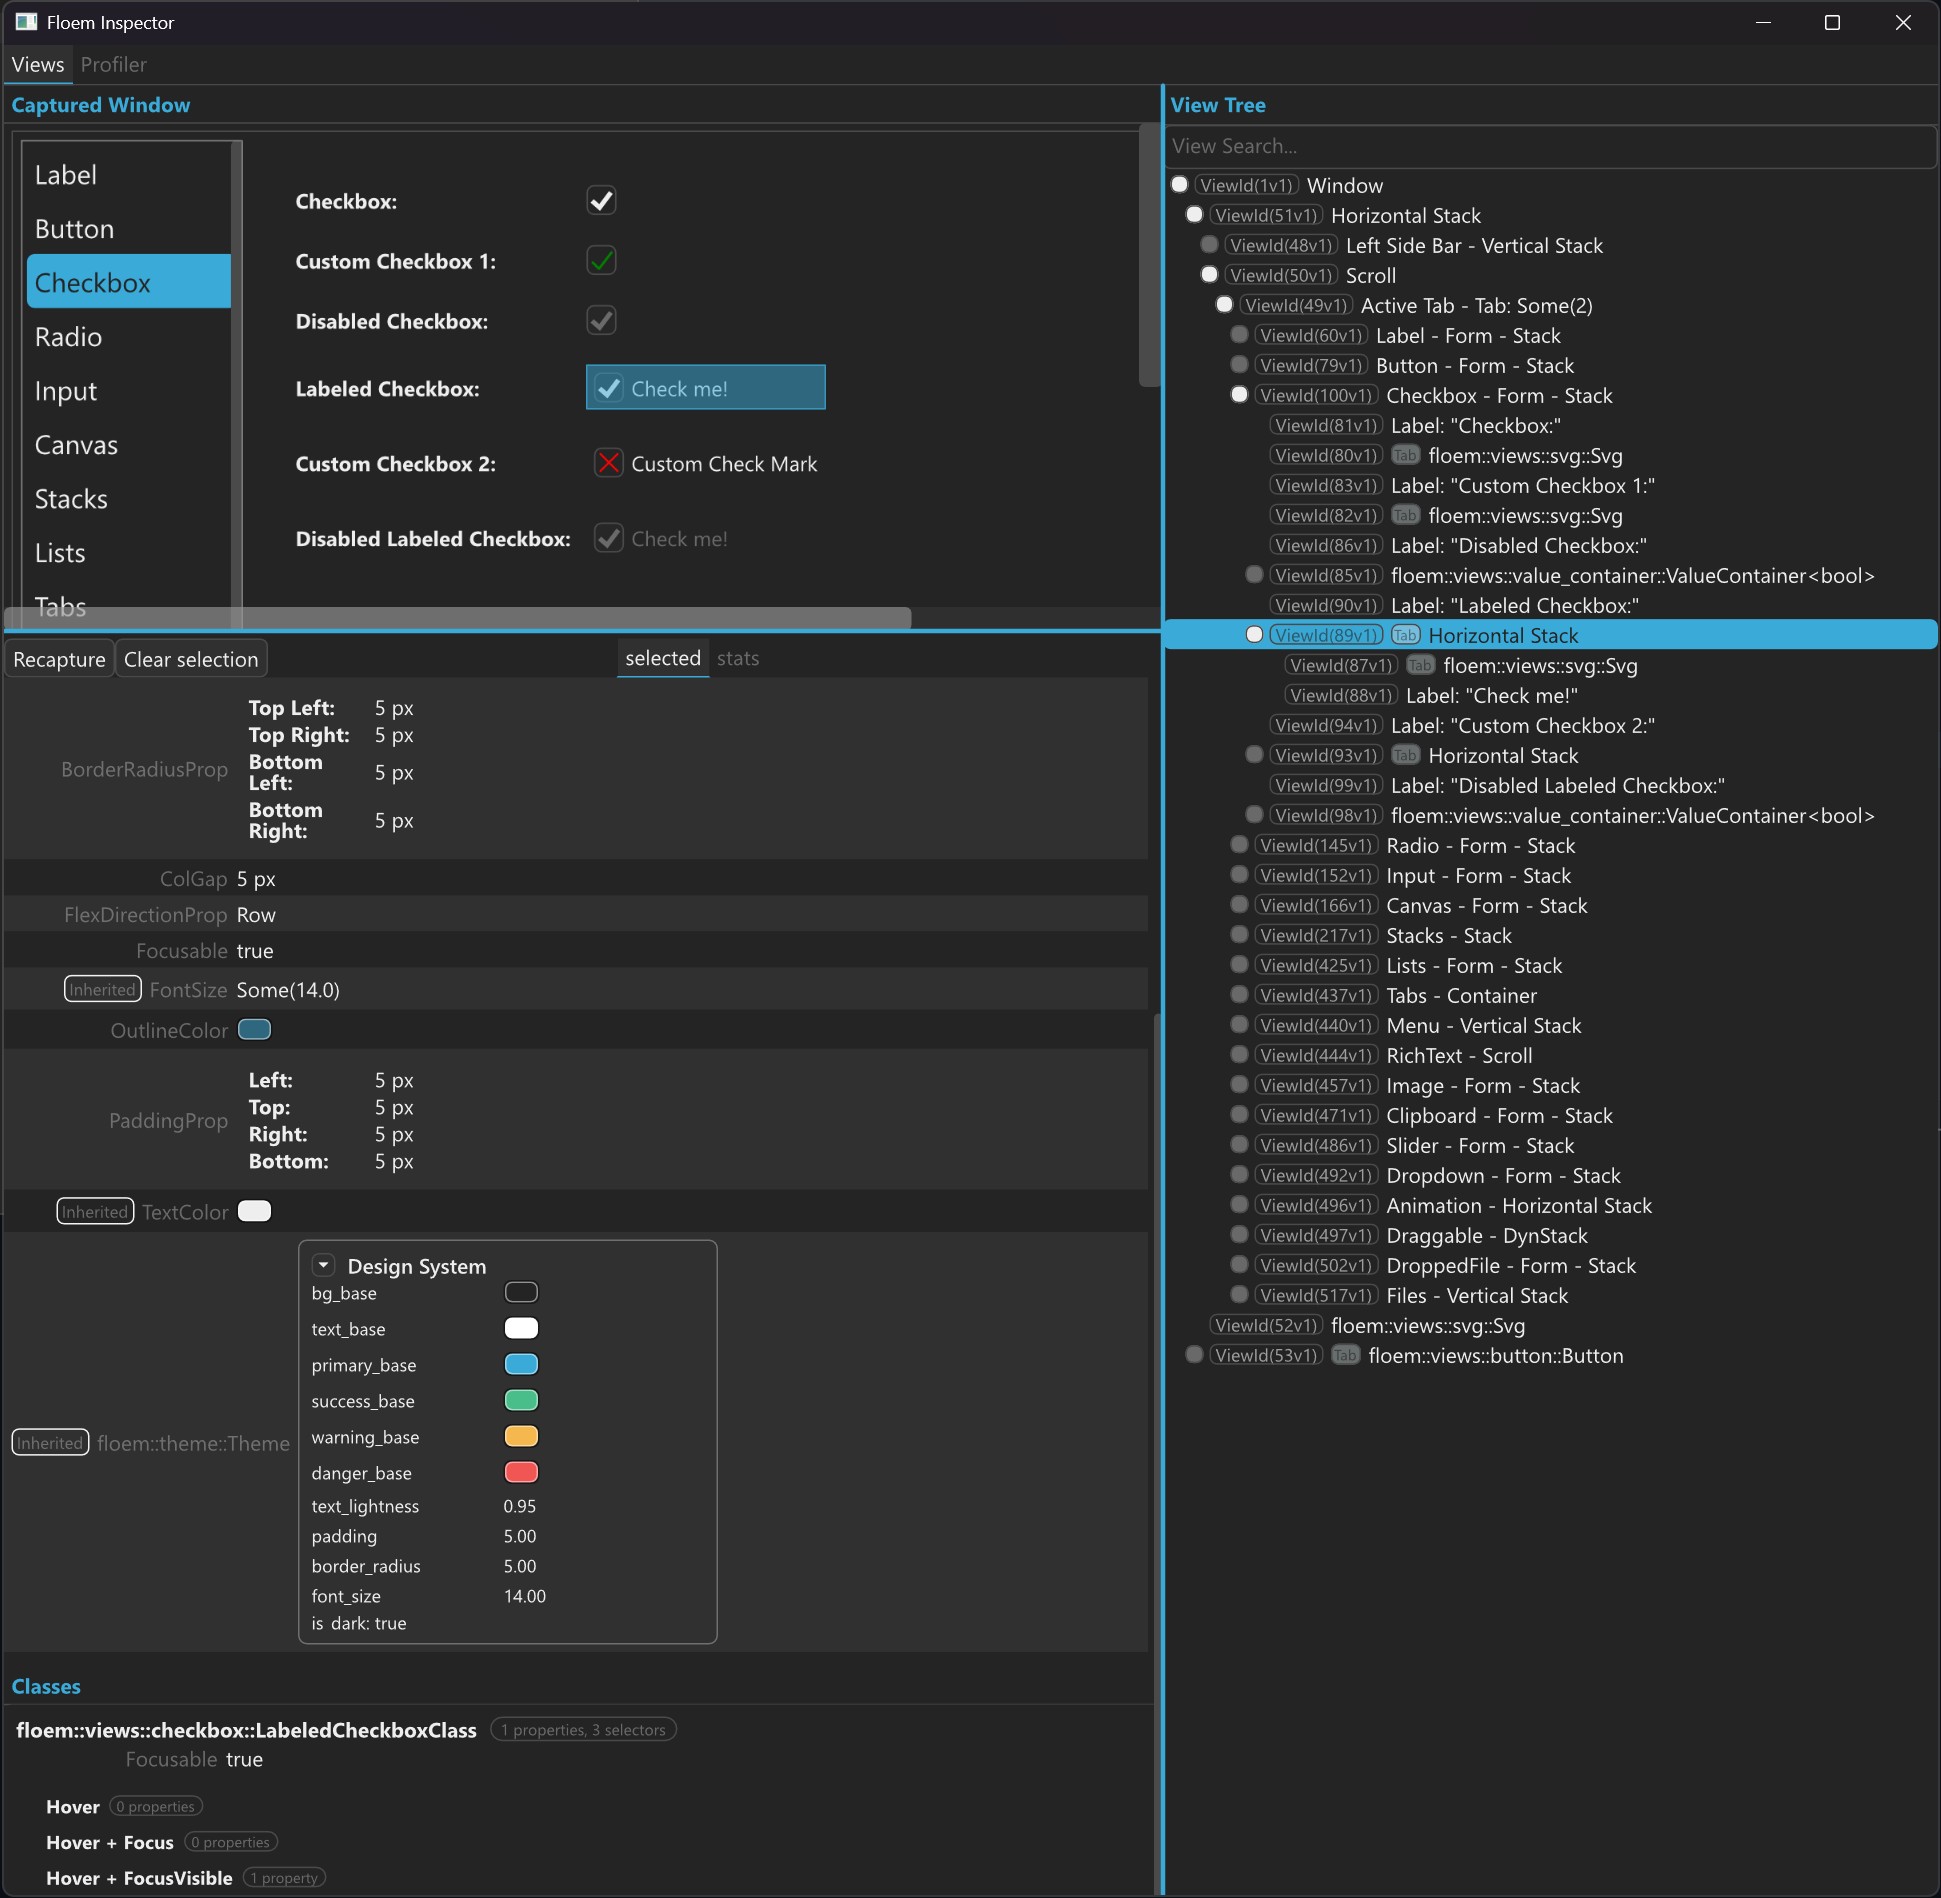 Floem Inspector
Views Profiler
Captured Window
Label
Button
Checkbox
Radio
Input
Canvas
Stacks
Lists
Tabs
Checkbox:
Custom Checkbox 1:
Disabled Checkbox:
Labeled Checkbox: Check me!
Custom Checkbox 2: Custom Check Mark
Disabled Labeled Checkbox: Check me!
Recapture Clear selection selected stats
BorderRadiusProp
Top Left: 5 px
Top Right: 5 px
Bottom
Left: 5 px
Bottom
Right: 5 px
ColGap 5 px
FlexDirectionProp Row
Focusable true
Inherited FontSize Some(14.0)
OutlineColor
PaddingProp
Left: 5 px
Top: 5 px
Right: 5 px
Bottom: 5 px
Inherited TextColor
Inherited floem::theme::Theme
Design System
bg_base
text_base
primary_base
success_base
warning_base
danger_base
text_lightness 0.95
padding 5.00
border_radius 5.00
font_size 14.00
is_dark: true
Classes
floem::views::checkbox::LabeledCheckboxClass 1 properties, 3 selectors
Focusable true
Hover 0 properties
Hover + Focus 0 properties
Hover + FocusVisible 1 property
View Tree
View Search...
ViewId(1v1) Window
ViewId(51v1) Horizontal Stack
ViewId(48v1) Left Side Bar - Vertical Stack
ViewId(50v1) Scroll
ViewId(49v1) Active Tab - Tab: Some(2)
ViewId(60v1) Label - Form - Stack
ViewId(79v1) Button - Form - Stack
ViewId(100v1) Checkbox - Form - Stack
ViewId(81v1) Label: "Checkbox:"
ViewId(80v1) Tab floem::views::svg::Svg
ViewId(83v1) Label: "Custom Checkbox 1:"
ViewId(82v1) Tab floem::views::svg::Svg
ViewId(86v1) Label: "Disabled Checkbox:"
ViewId(85v1) floem::views::value_container::ValueContainer<bool>
ViewId(90v1) Label: "Labeled Checkbox:"
ViewId(89v1) Tab Horizontal Stack
ViewId(87v1) Tab floem::views::svg::Svg
ViewId(88v1) Label: "Check me!"
ViewId(94v1) Label: "Custom Checkbox 2:"
ViewId(93v1) Tab Horizontal Stack
ViewId(99v1) Label: "Disabled Labeled Checkbox:"
ViewId(98v1) floem::views::value_container::ValueContainer<bool>
ViewId(145v1) Radio - Form - Stack
ViewId(152v1) Input - Form - Stack
ViewId(166v1) Canvas - Form - Stack
ViewId(217v1) Stacks - Stack
ViewId(425v1) Lists - Form - Stack
ViewId(437v1) Tabs - Container
ViewId(440v1) Menu - Vertical Stack
ViewId(444v1) RichText - Scroll
ViewId(457v1) Image - Form - Stack
ViewId(471v1) Clipboard - Form - Stack
ViewId(486v1) Slider - Form - Stack
ViewId(492v1) Dropdown - Form - Stack
ViewId(496v1) Animation - Horizontal Stack
ViewId(497v1) Draggable - DynStack
ViewId(502v1) DroppedFile - Form - Stack
ViewId(517v1) Files - Vertical Stack
ViewId(52v1) floem::views::svg::Svg
ViewId(53v1) Tab floem::views::button::Button